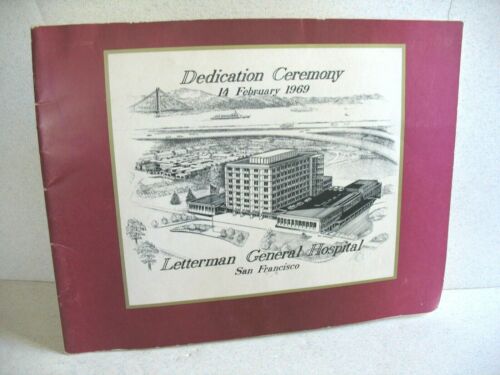 Dedication Ceremony
14 February 1969
Letterman General Hospital
San Francisco